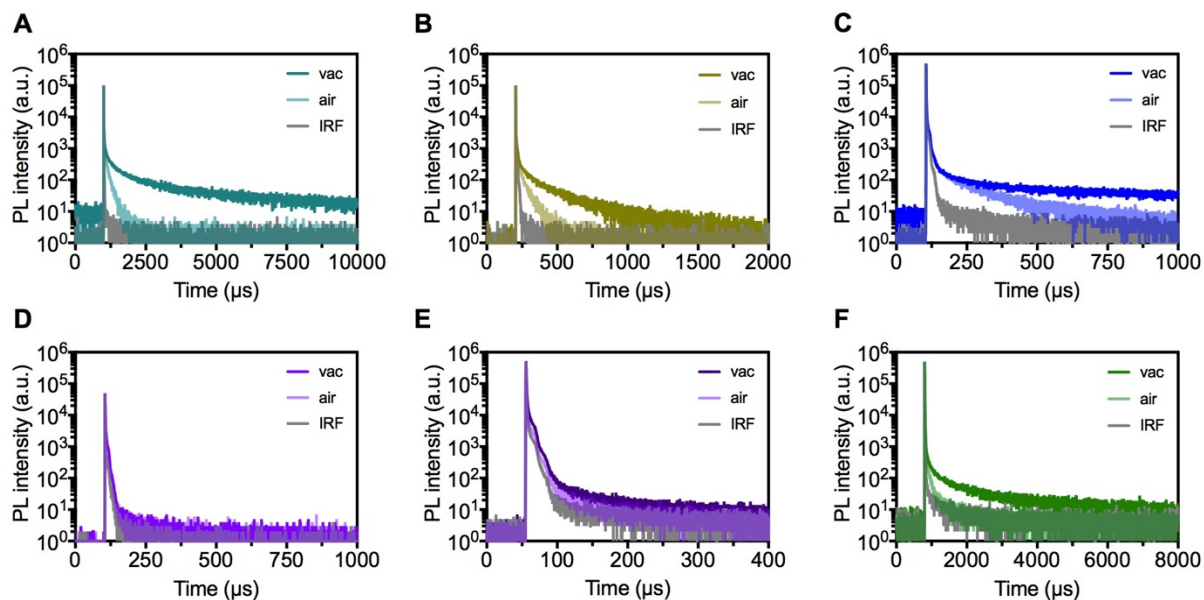 A
PL intensity (a.u.)
10⁶
10⁵
10⁴
10³
10²
10¹
10⁰
vac
air
IRF
0 2500 5000 7500 10000
Time (µs)
B
PL intensity (a.u.)
10⁶
10⁵
10⁴
10³
10²
10¹
10⁰
vac
air
IRF
0 500 1000 1500 2000
Time (µs)
C
PL intensity (a.u.)
10⁶
10⁵
10⁴
10³
10²
10¹
10⁰
vac
air
IRF
0 250 500 750 1000
Time (µs)
D
PL intensity (a.u.)
10⁶
10⁵
10⁴
10³
10²
10¹
10⁰
vac
air
IRF
0 250 500 750 1000
Time (µs)
E
PL intensity (a.u.)
10⁶
10⁵
10⁴
10³
10²
10¹
10⁰
vac
air
IRF
0 100 200 300 400
Time (µs)
F
PL intensity (a.u.)
10⁶
10⁵
10⁴
10³
10²
10¹
10⁰
vac
air
IRF
0 2000 4000 6000 8000
Time (µs)